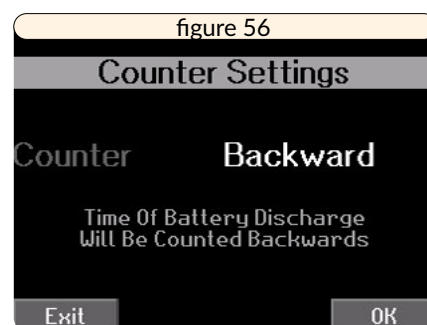 figure 56
Counter Settings
Counter Backward
Time Of Battery Discharge
Will Be Counted Backwards
Exit OK